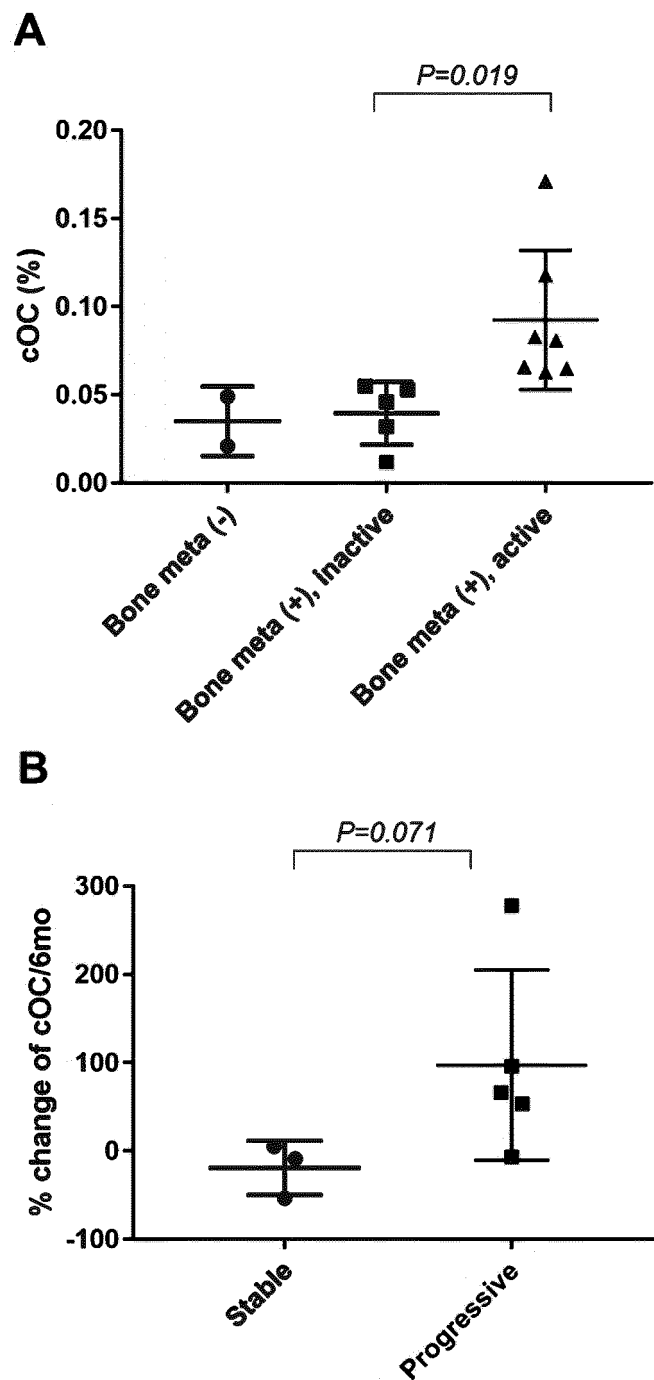 A
P=0.019
0.20
0.15
0.10
0.05
0.00
cOC (%)
Bone meta (-)
Bone meta (+), inactive
Bone meta (+), active
B
P=0.071
300
200
100
0
-100
% change of cOC/6mo
Stable
Progressive